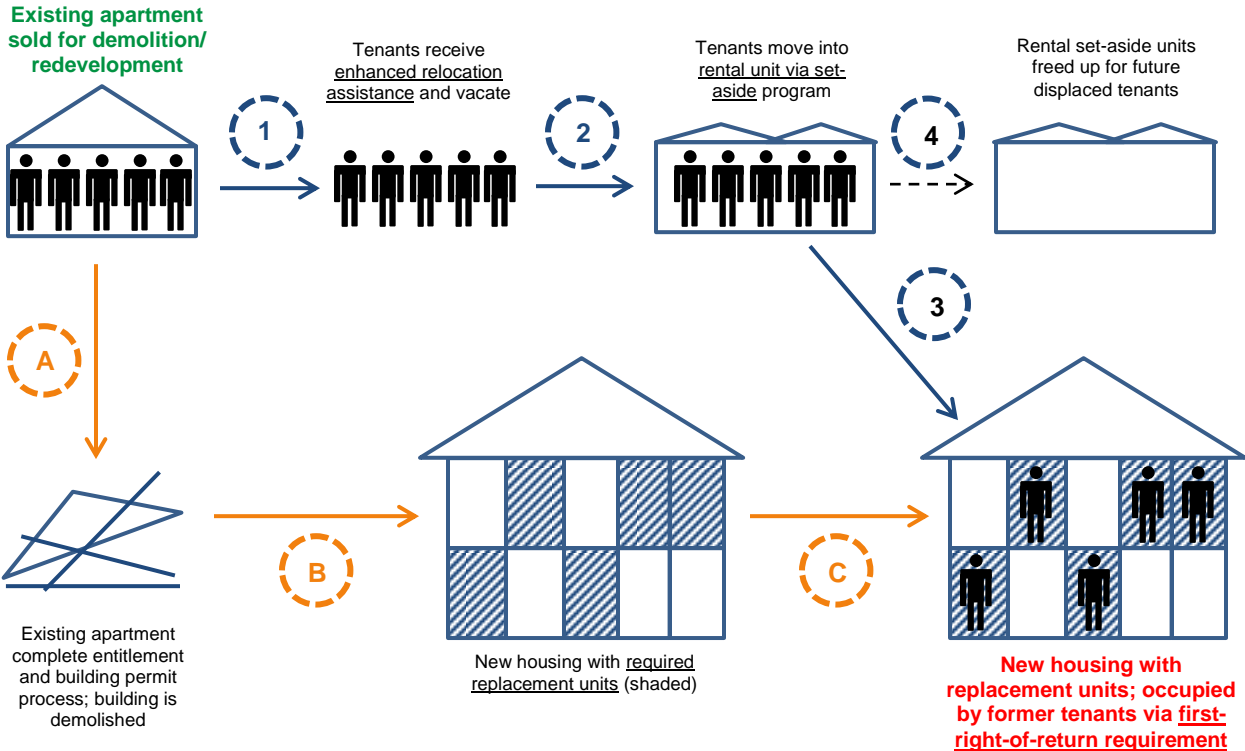 Existing apartment
sold for demolition/
redevelopment
Tenants receive
enhanced relocation
assistance and vacate
Tenants move into
rental unit via set-
aside program
Rental set-aside units
freed up for future
displaced tenants
1
2
4
3
A
B
C
Existing apartment
complete entitlement
and building permit
process; building is
demolished
New housing with required
replacement units (shaded)
New housing with
replacement units; occupied
by former tenants via first-
right-of-return requirement